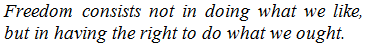 Freedom consists not in doing what we like,
but in having the right to do what we ought.